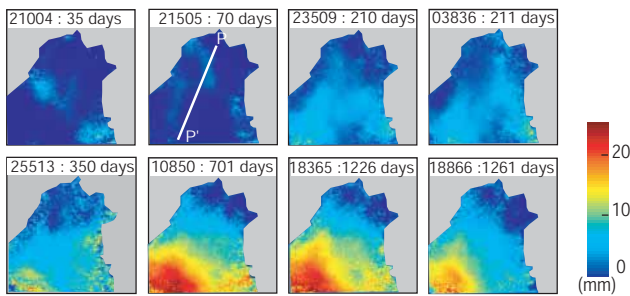 21004 : 35 days
21505 : 70 days
23509 : 210 days
03836 : 211 days
P
P'
25513 : 350 days
10850 : 701 days
18365 :1226 days
18866 :1261 days
20
10
0
(mm)